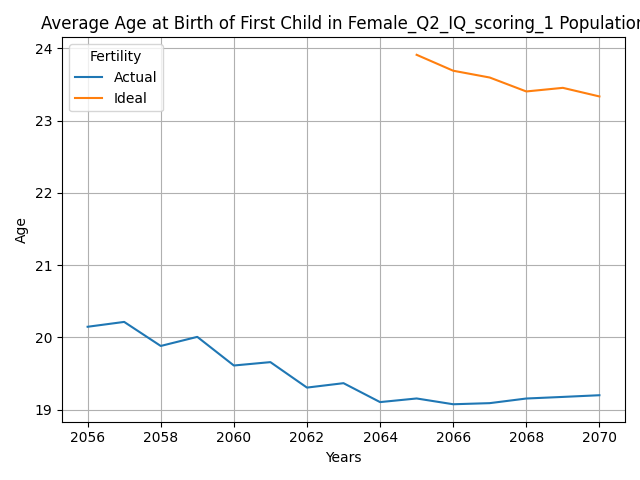 Average Age at Birth of First Child in Female_Q2_IQ_scoring_1 Population
Fertility
Actual
Ideal
24
23
22
21
20
19
Age
2056 2058 2060 2062 2064 2066 2068 2070
Years